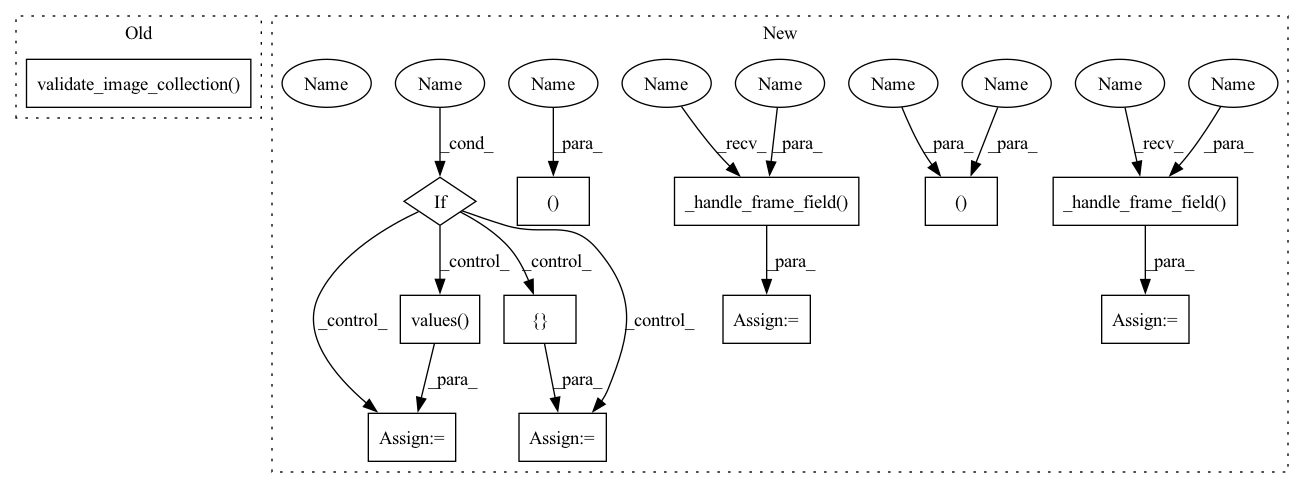 Old
New
validate_image_collection()
Name
Name
Name
Name
Name
Name
Name
Name
Name
_cond_
_para_
_recv_
_para_
_para_
_para_
_recv_
_para_
If
()
_handle_frame_field()
()
_handle_frame_field()
_control_
_control_
_control_
_control_
_para_
_para_
values()
{}
Assign:=
Assign:=
_para_
_para_
Assign:=
Assign:=